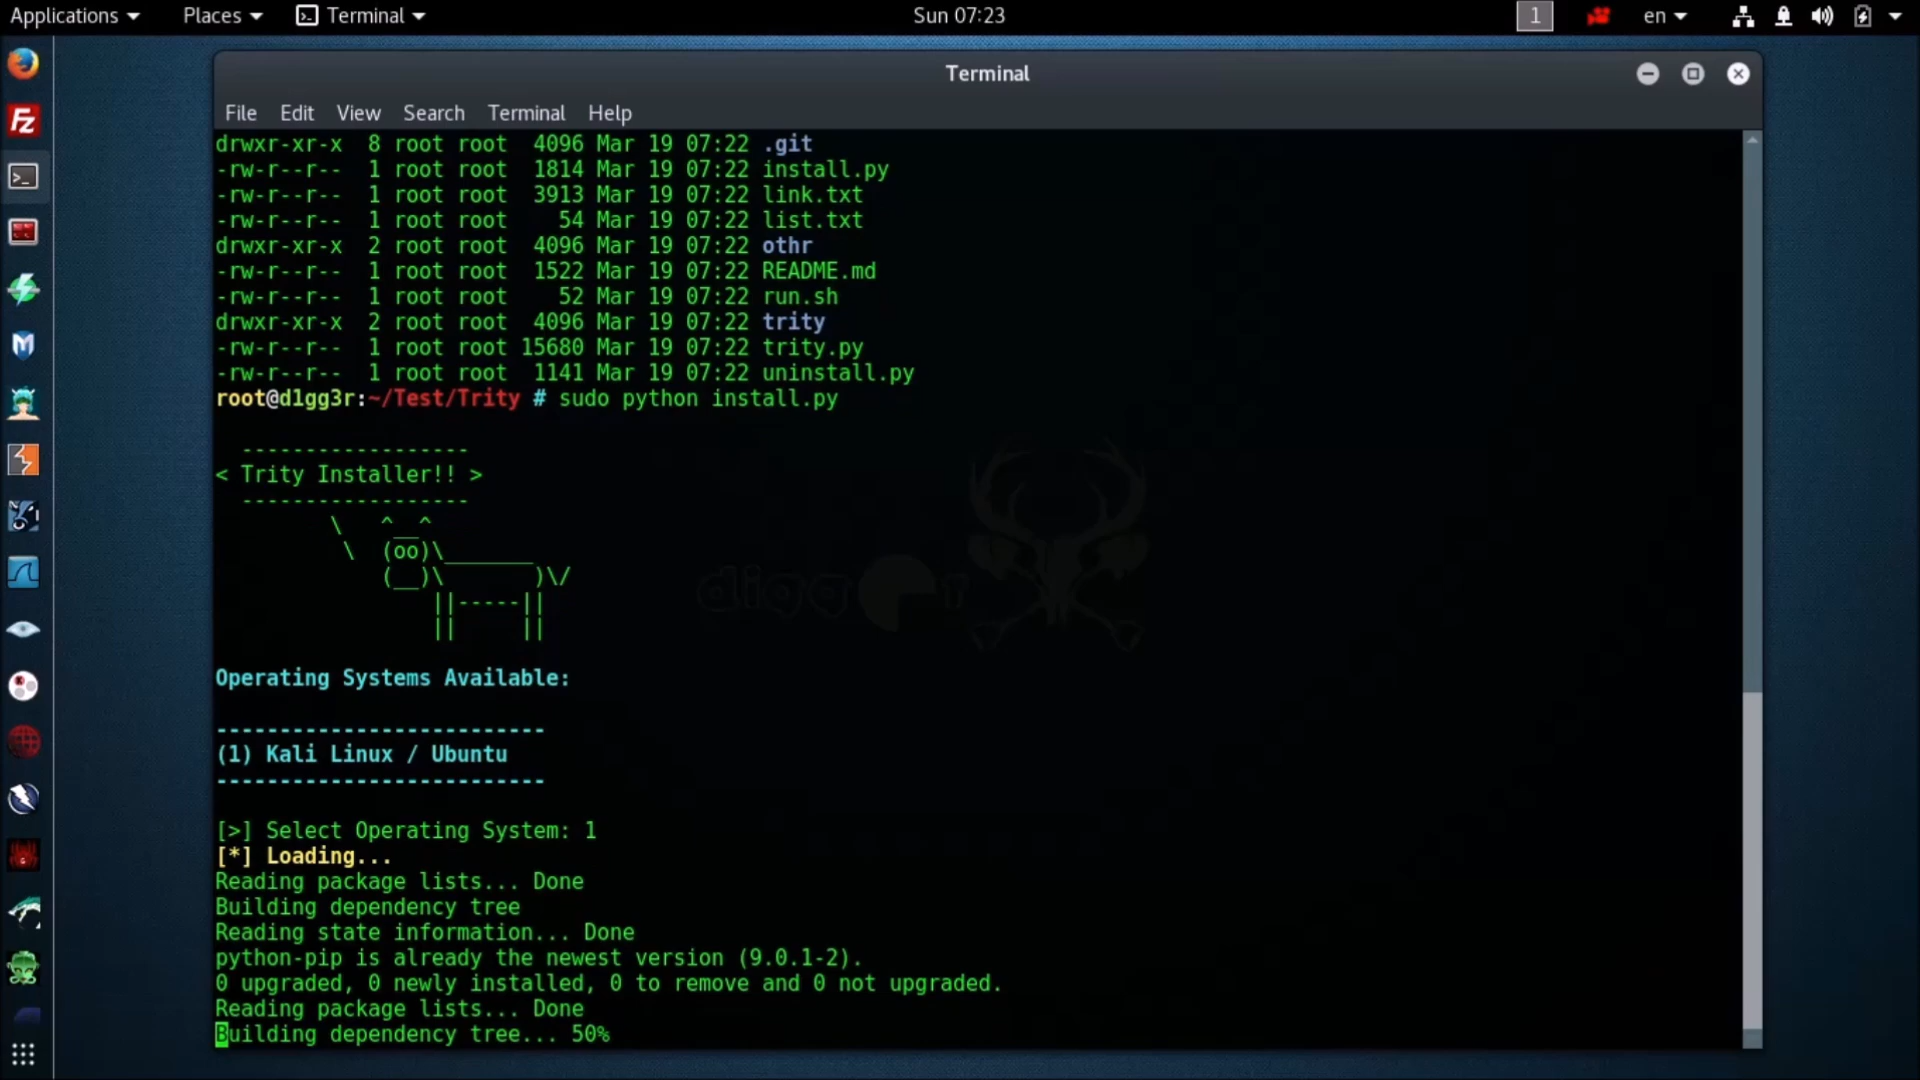 Applications Places Terminal Sun 07:23 1 en
Terminal
File Edit View Search Terminal Help
drwxr-xr-x 8 root root 4096 Mar 19 07:22 .git
-rw-r--r-- 1 root root 1814 Mar 19 07:22 install.py
-rw-r--r-- 1 root root 3913 Mar 19 07:22 link.txt
-rw-r--r-- 1 root root 54 Mar 19 07:22 list.txt
drwxr-xr-x 2 root root 4096 Mar 19 07:22 othr
-rw-r--r-- 1 root root 1522 Mar 19 07:22 README.md
-rw-r--r-- 1 root root 52 Mar 19 07:22 run.sh
drwxr-xr-x 2 root root 4096 Mar 19 07:22 trity
-rw-r--r-- 1 root root 15680 Mar 19 07:22 trity.py
-rw-r--r-- 1 root root 1141 Mar 19 07:22 uninstall.py
root@d1gg3r:~/Test/Trity # sudo python install.py
------------------
< Trity Installer!! >
------------------
\ ^__^
\ (oo)\_______
(__)\ )\/
||-----||
|| ||
Operating Systems Available:
--------------------------
(1) Kali Linux / Ubuntu
--------------------------
[>] Select Operating System: 1
[*] Loading...
Reading package lists... Done
Building dependency tree
Reading state information... Done
python-pip is already the newest version (9.0.1-2).
0 upgraded, 0 newly installed, 0 to remove and 0 not upgraded.
Reading package lists... Done
Building dependency tree... 50%